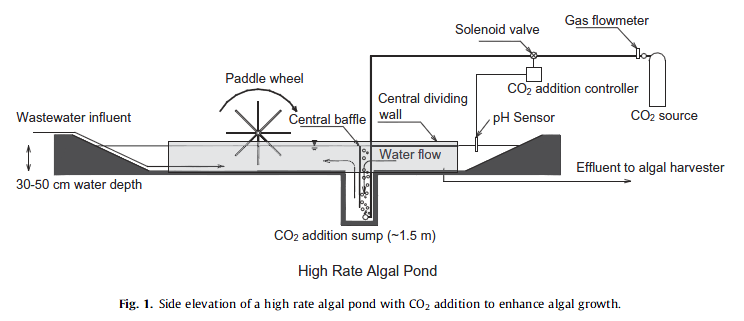 Gas flowmeter
Solenoid valve
Paddle wheel
CO2 addition controller
Central dividing
wall
Wastewater influent
Central baffle
pH Sensor
CO2 source
Water flow
Effluent to algal harvester
30-50 cm water depth
CO2 addition sump (~1.5 m)
High Rate Algal Pond
Fig. 1. Side elevation of a high rate algal pond with CO2 addition to enhance algal growth.